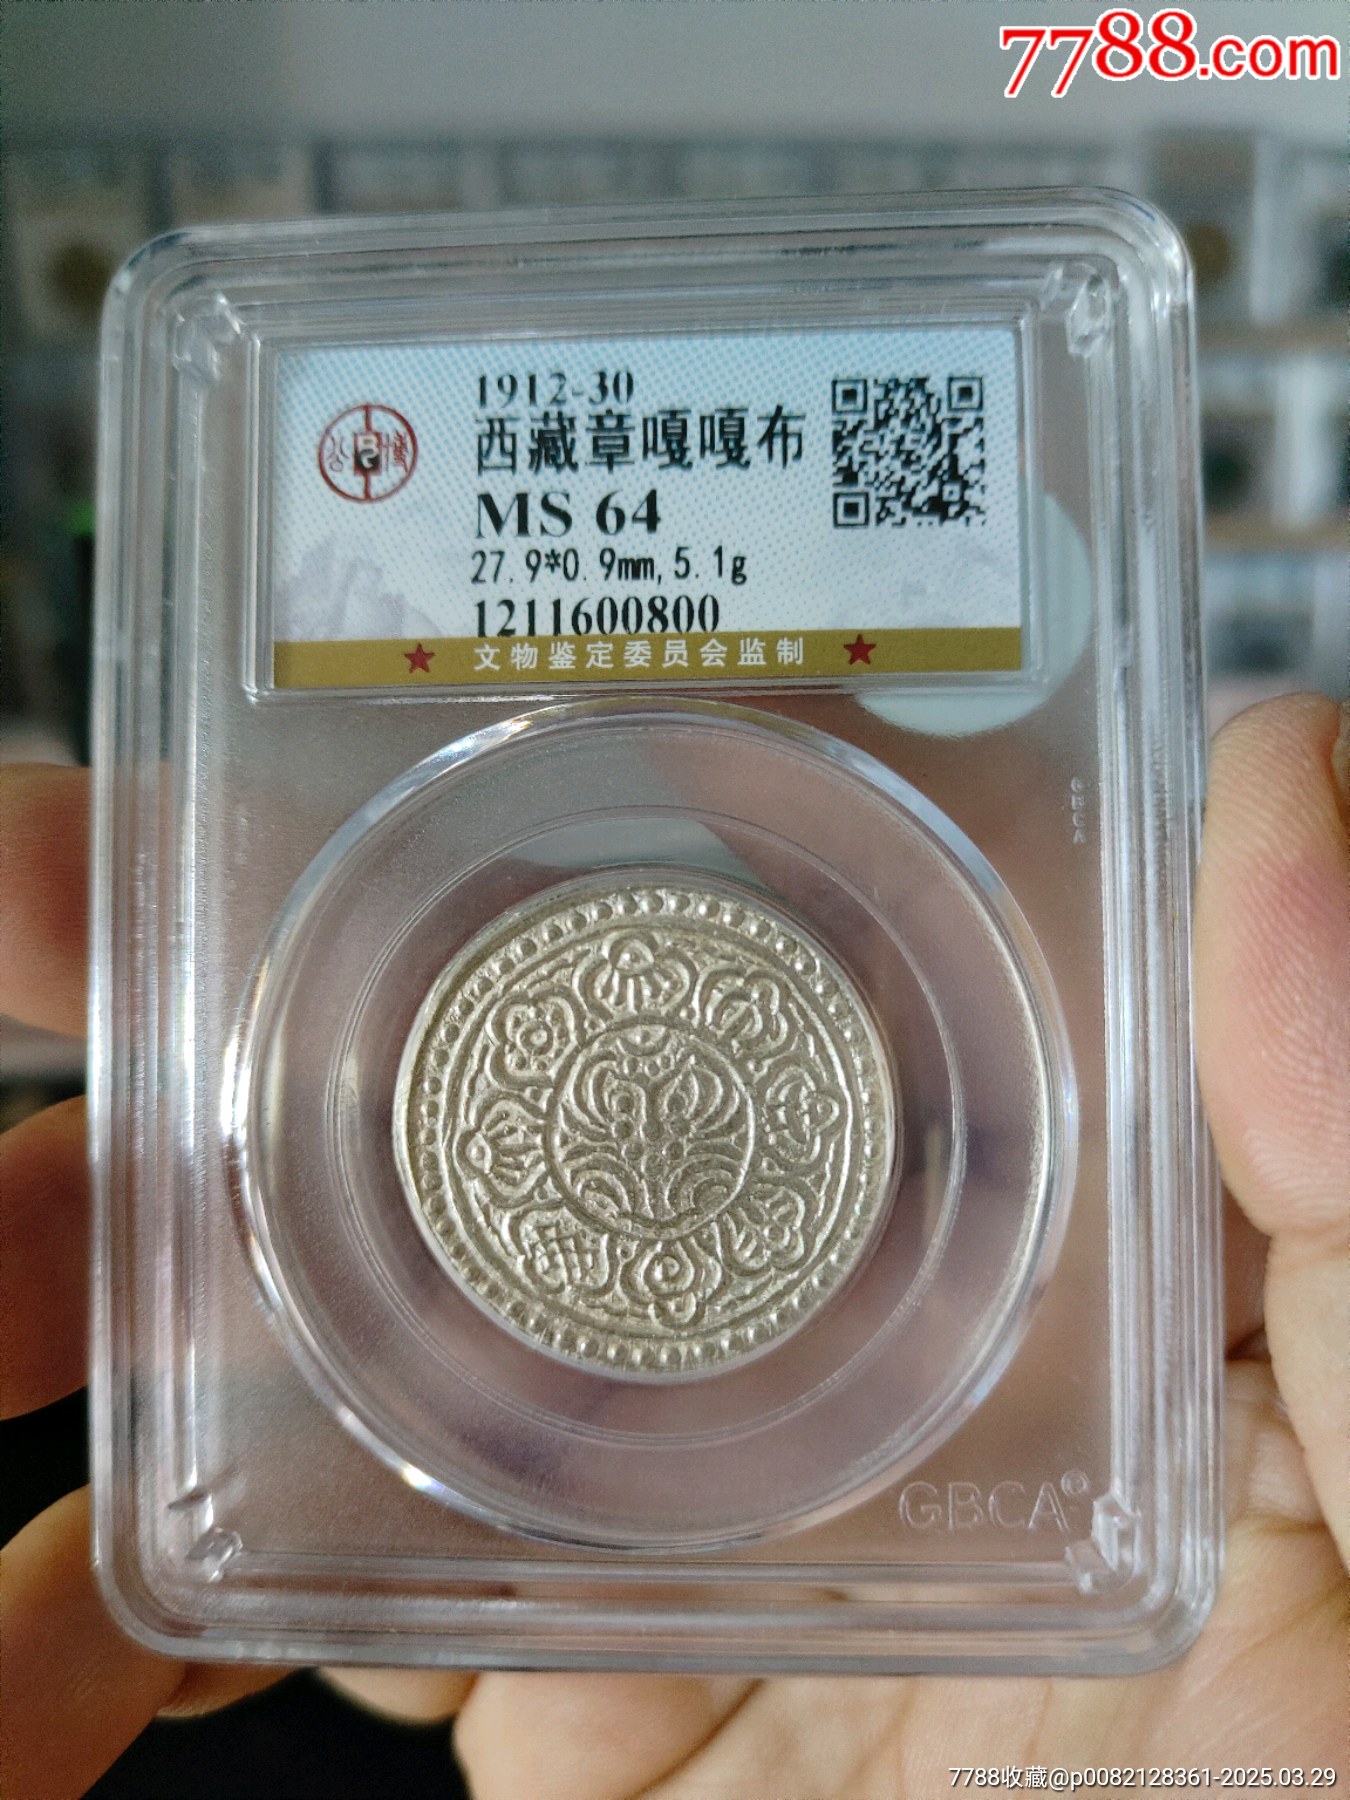 7788.com
1912-30
西藏章嘎嘎布
MS 64
27.9*0.9mm,5.1g
1211600800
公博
★ 文物鉴定委员会监制 ★
GBCA
7788收藏@p0082128361-2025.03.29